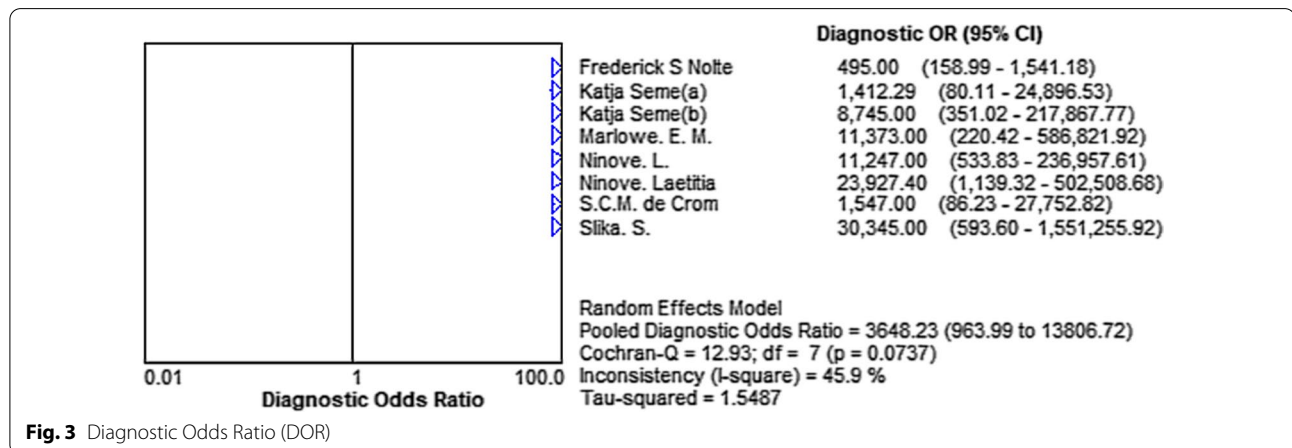 Diagnostic OR (95% CI)
Frederick S Nolte 495.00 (158.99 - 1,541.18)
Katja Seme(a) 1,412.29 (80.11 - 24,896.53)
Katja Seme(b) 8,745.00 (351.02 - 217,867.77)
Marlowe. E. M. 11,373.00 (220.42 - 586,821.92)
Ninove. L. 11,247.00 (533.83 - 236,957.61)
Ninove. Laetitia 23,927.40 (1,139.32 - 502,508.68)
S.C.M. de Crom 1,547.00 (86.23 - 27,752.82)
Slika. S. 30,345.00 (593.60 - 1,551,255.92)
Random Effects Model
Pooled Diagnostic Odds Ratio = 3648.23 (963.99 to 13806.72)
Cochran-Q = 12.93; df = 7 (p = 0.0737)
Inconsistency (I-square) = 45.9 %
Tau-squared = 1.5487
0.01 1 100.0
Diagnostic Odds Ratio
Fig. 3 Diagnostic Odds Ratio (DOR)